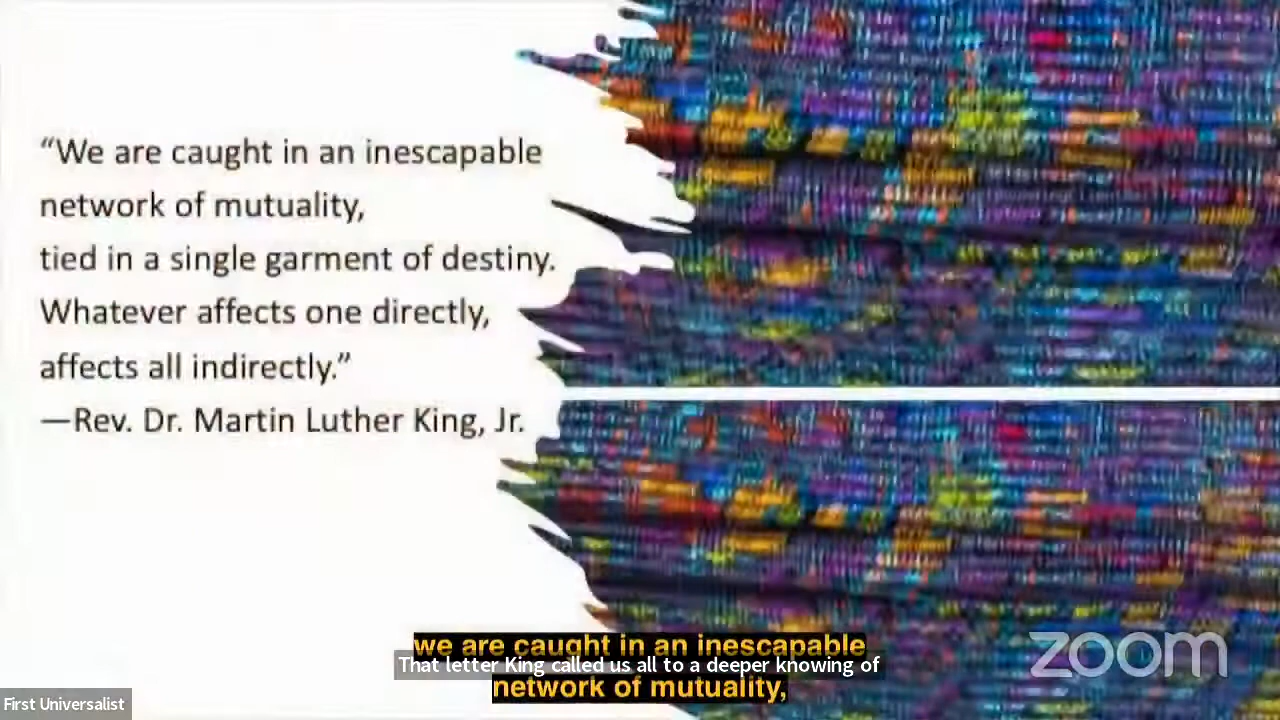 “We are caught in an inescapable
network of mutuality,
tied in a single garment of destiny.
Whatever affects one directly,
affects all indirectly.”
—Rev. Dr. Martin Luther King, Jr.
we are caught in an inescapable
That letter King called us all to a deeper knowing of
network of mutuality,
zoom
First Universalist